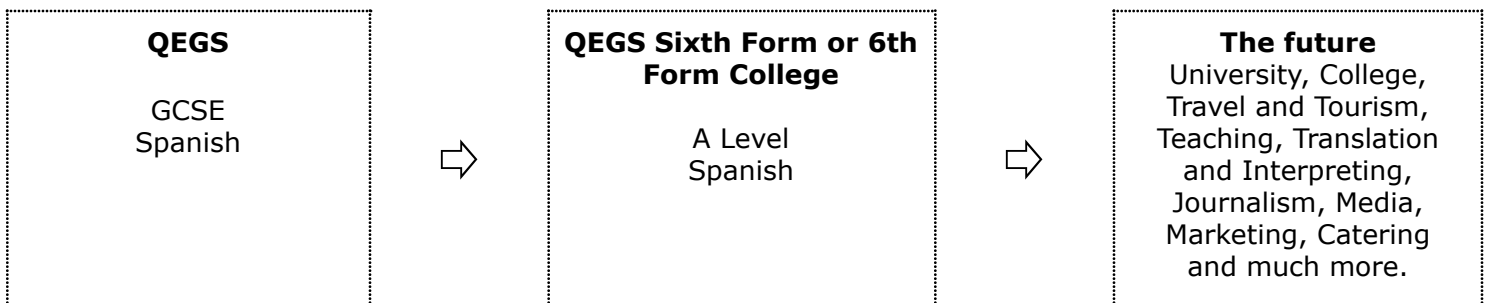 QEGS
GCSE
Spanish
QEGS Sixth Form or 6th
Form College
A Level
Spanish
The future
University, College,
Travel and Tourism,
Teaching, Translation
and Interpreting,
Journalism, Media,
Marketing, Catering
and much more.